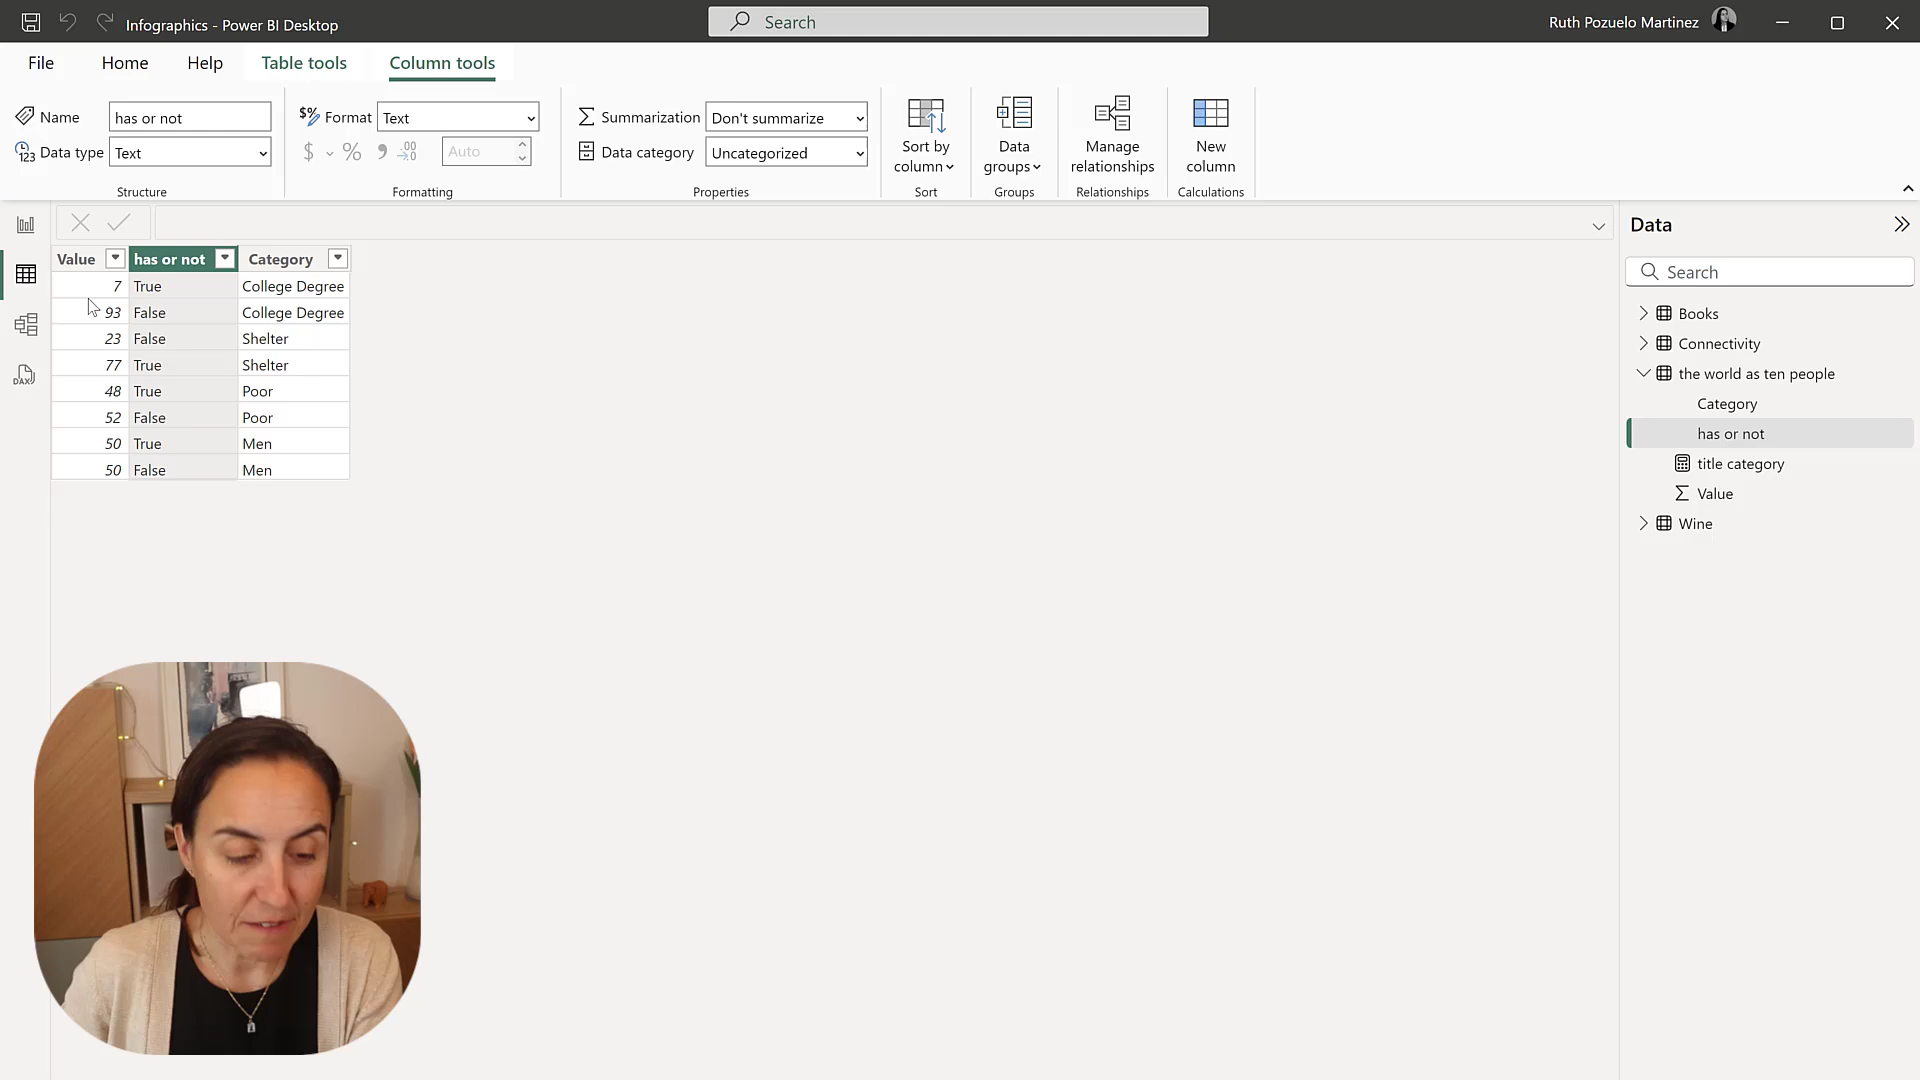 Infographics - Power BI Desktop
Search
Ruth Pozuelo Martinez
File
Home
Help
Table tools
Column tools
Name
has or not
Data type
Text
Structure
Format
Text
Auto
Formatting
Summarization
Don't summarize
Data category
Uncategorized
Properties
Sort by
column
Sort
Data
groups
Groups
Manage
relationships
Relationships
New
column
Calculations
Value has or not Category
7 True College Degree
93 False College Degree
23 False Shelter
77 True Shelter
48 True Poor
52 False Poor
50 True Men
50 False Men
DAX
Data
Search
Books
Connectivity
the world as ten people
Category
has or not
title category
Value
Wine